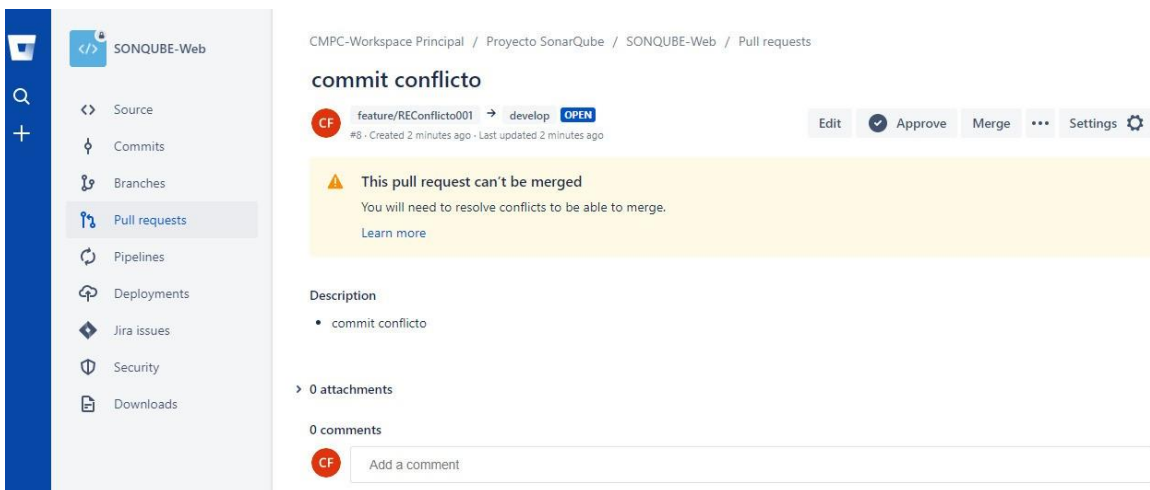 SONQUBE-Web
Source
Commits
Branches
Pull requests
Pipelines
Deployments
Jira issues
Security
Downloads
CMPC-Workspace Principal / Proyecto SonarQube / SONQUBE-Web / Pull requests
commit conflicto
CF
feature/REConflicto001 → develop OPEN
#8 · Created 2 minutes ago · Last updated 2 minutes ago
Edit Approve Merge ••• Settings
This pull request can't be merged
You will need to resolve conflicts to be able to merge.
Learn more
Description
• commit conflicto
> 0 attachments
0 comments
CF Add a comment